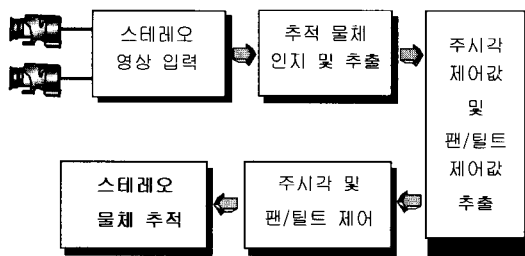 스테레오
영상 입력
추적 물체
인지 및 추출
주시각
제어값
및
팬/틸트
제어값
추출
주시각 및
팬/틸트 제어
스테레오
물체 추적